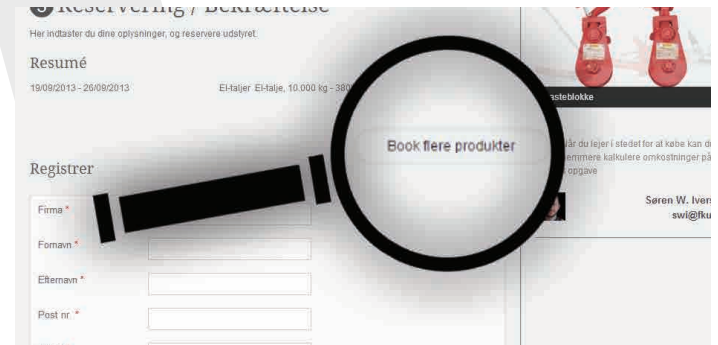 Reservering / Bekræftelse
Her indtaster du dine oplysninger, og reservere udstyret.
Resumé
19/09/2013 - 26/09/2013
El-taljer El-talje, 10.000 kg - 380
Book flere produkter
Registrer
Firma *
Fornavn *
Efternavn *
Post nr. *
asteblokke
år du lejer i stedet for at købe kan d
emmere kalkulere omkostninger på
opgave
Søren W. Ivers
swi@fku